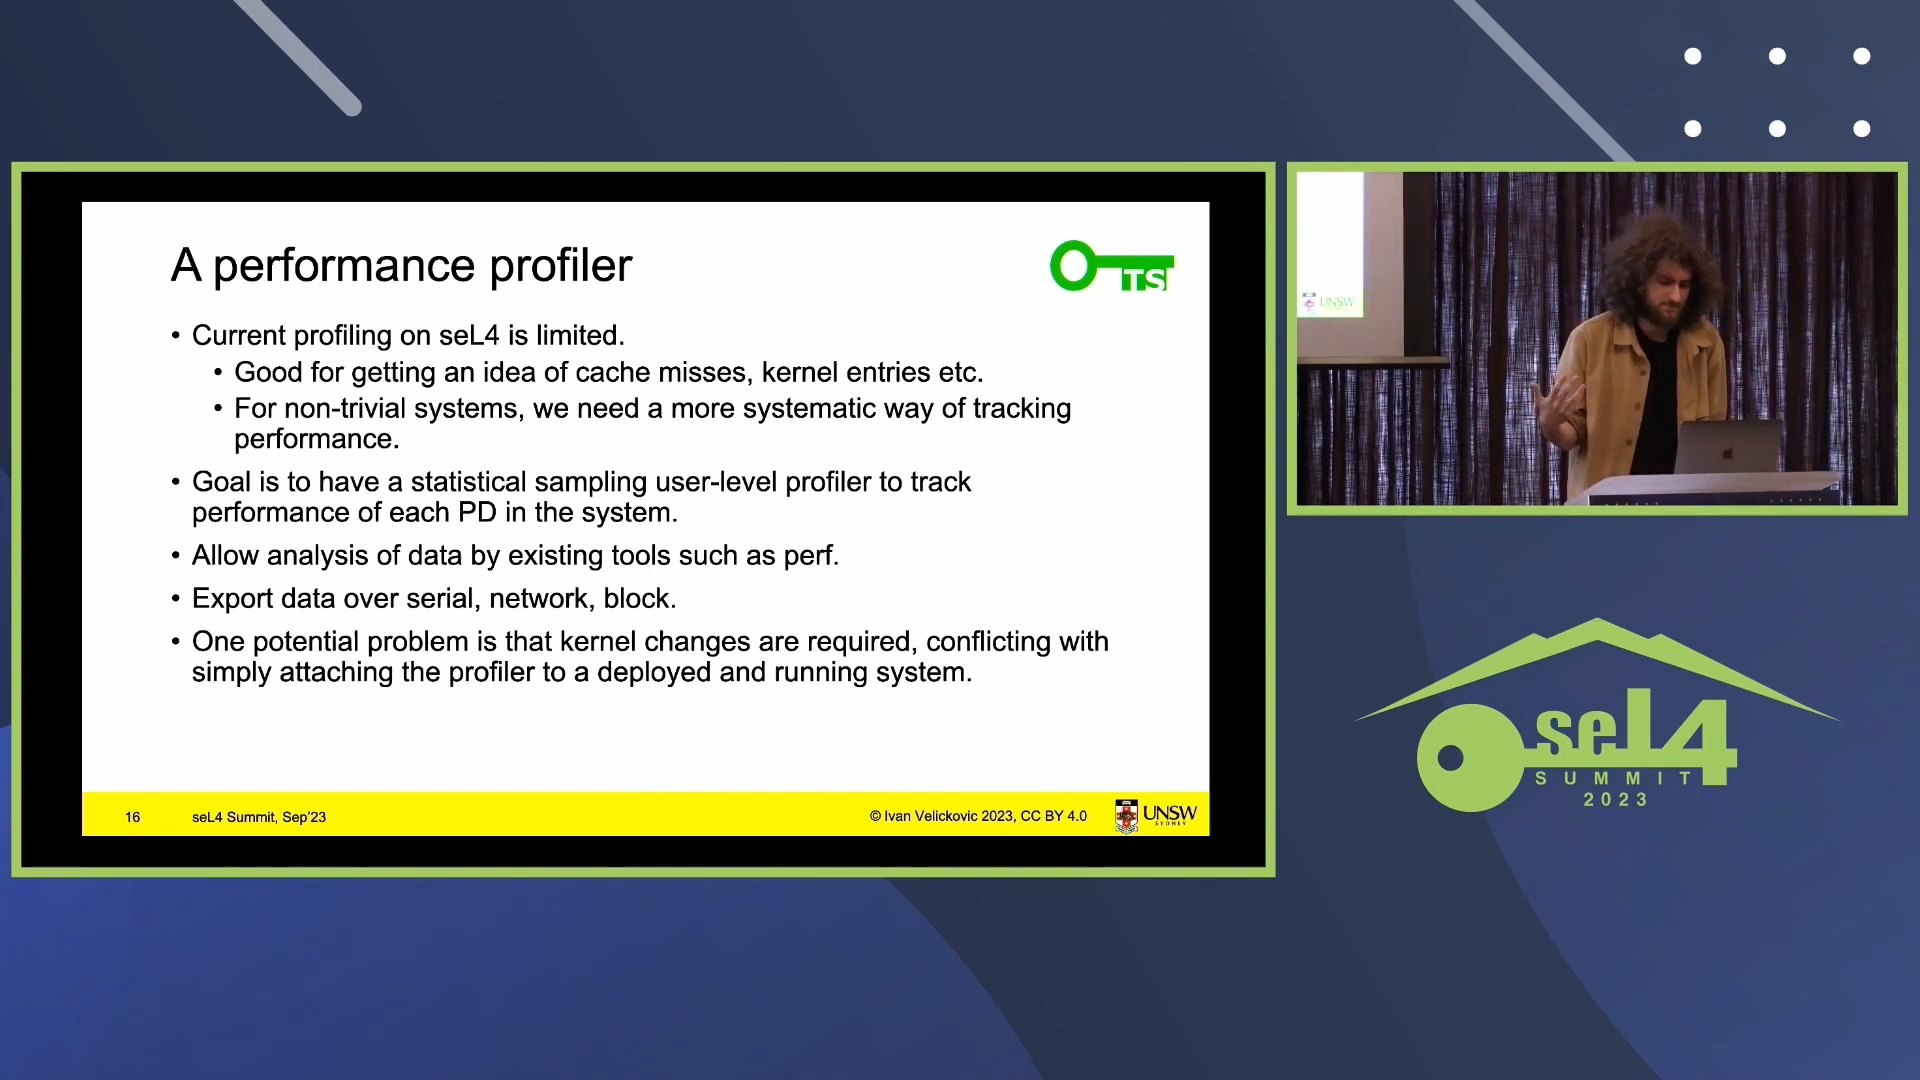 A performance profiler
TS
• Current profiling on seL4 is limited.
• Good for getting an idea of cache misses, kernel entries etc.
• For non-trivial systems, we need a more systematic way of tracking
performance.
• Goal is to have a statistical sampling user-level profiler to track
performance of each PD in the system.
• Allow analysis of data by existing tools such as perf.
• Export data over serial, network, block.
• One potential problem is that kernel changes are required, conflicting with
simply attaching the profiler to a deployed and running system.
16
seL4 Summit, Sep'23
© Ivan Velickovic 2023, CC BY 4.0
UNSW
SYDNEY
UNSW
seL4
SUMMIT
2023